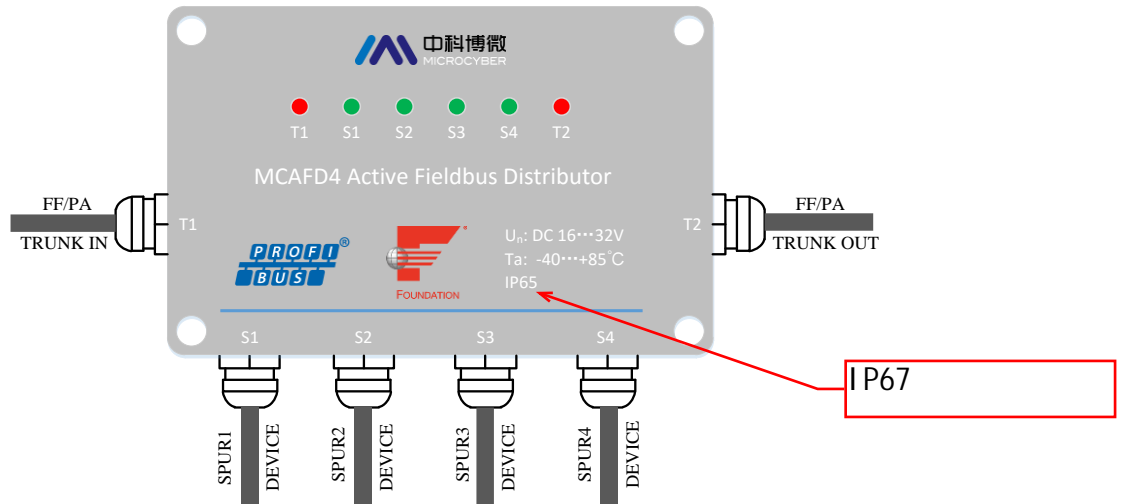 中科博微
MICROCYBER
T1 S1 S2 S3 S4 T2
MCAFD4 Active Fieldbus Distributor
FF/PA
TRUNK IN
T1
T2
FF/PA
TRUNK OUT
PROFI®
BUS
FOUNDATION
Un: DC 16···32V
Ta: -40···+85℃
IP65
S1 S2 S3 S4
IP67
SPUR1
DEVICE
SPUR2
DEVICE
SPUR3
DEVICE
SPUR4
DEVICE